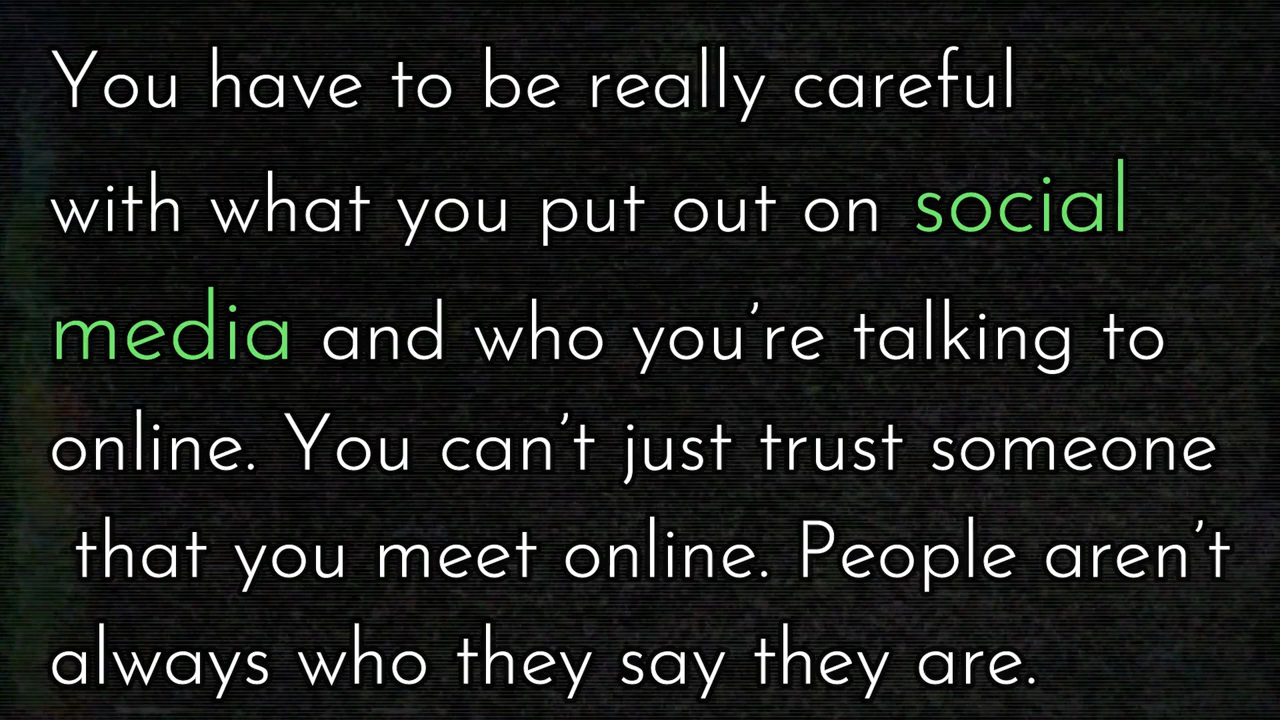 You have to be really careful
with what you put out on social
media and who you’re talking to
online. You can’t just trust someone
that you meet online. People aren’t
always who they say they are.